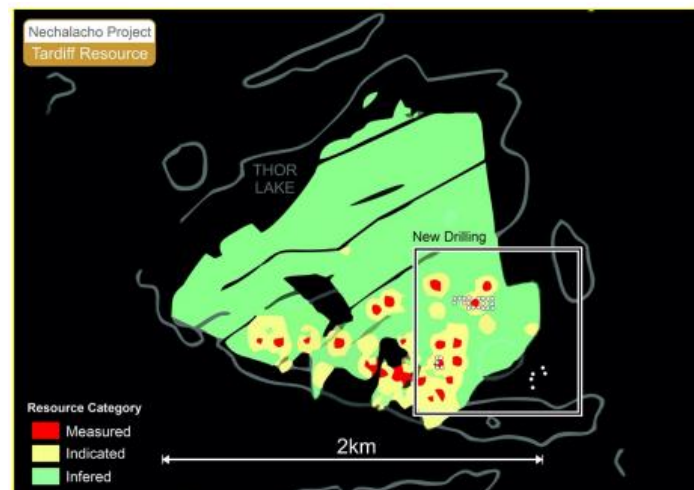 Nechalacho Project
Tardiff Resource
THOR
LAKE
New Drilling
Resource Category
Measured
Indicated
Infered
2km